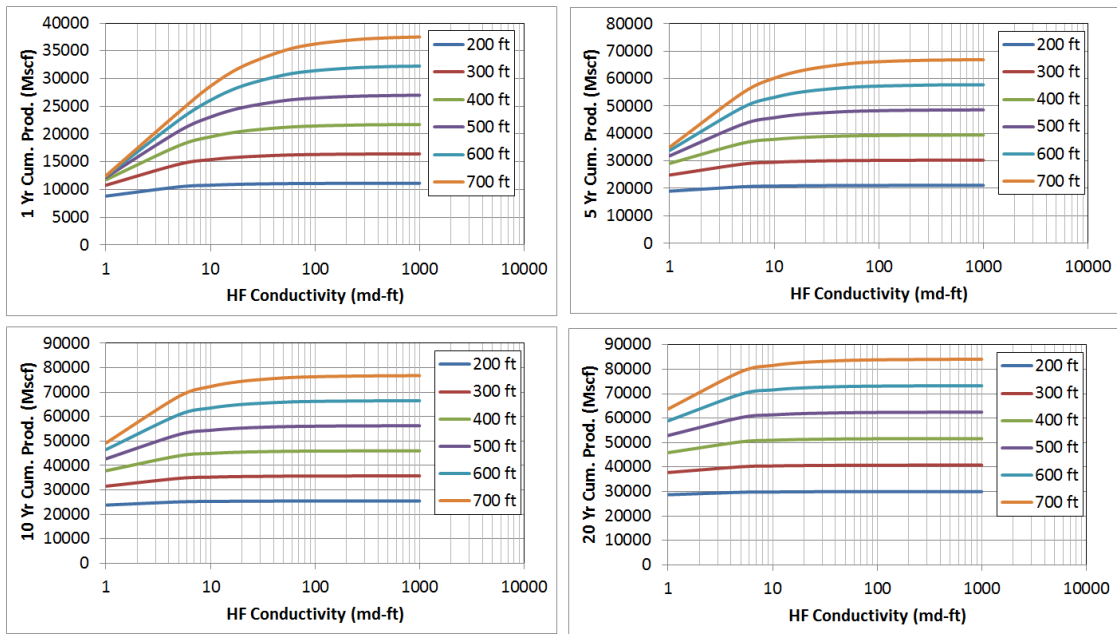 1 Yr Cum. Prod. (Mscf)
40000
35000
30000
25000
20000
15000
10000
5000
0
1 10 100 1000 10000
HF Conductivity (md-ft)
200 ft
300 ft
400 ft
500 ft
600 ft
700 ft
5 Yr Cum. Prod. (Mscf)
80000
70000
60000
50000
40000
30000
20000
10000
0
1 10 100 1000 10000
HF Conductivity (md-ft)
200 ft
300 ft
400 ft
500 ft
600 ft
700 ft
10 Yr Cum. Prod. (Mscf)
90000
80000
70000
60000
50000
40000
30000
20000
10000
0
1 10 100 1000 10000
HF Conductivity (md-ft)
200 ft
300 ft
400 ft
500 ft
600 ft
700 ft
20 Yr Cum. Prod. (Mscf)
90000
80000
70000
60000
50000
40000
30000
20000
10000
0
1 10 100 1000 10000
HF Conductivity (md-ft)
200 ft
300 ft
400 ft
500 ft
600 ft
700 ft